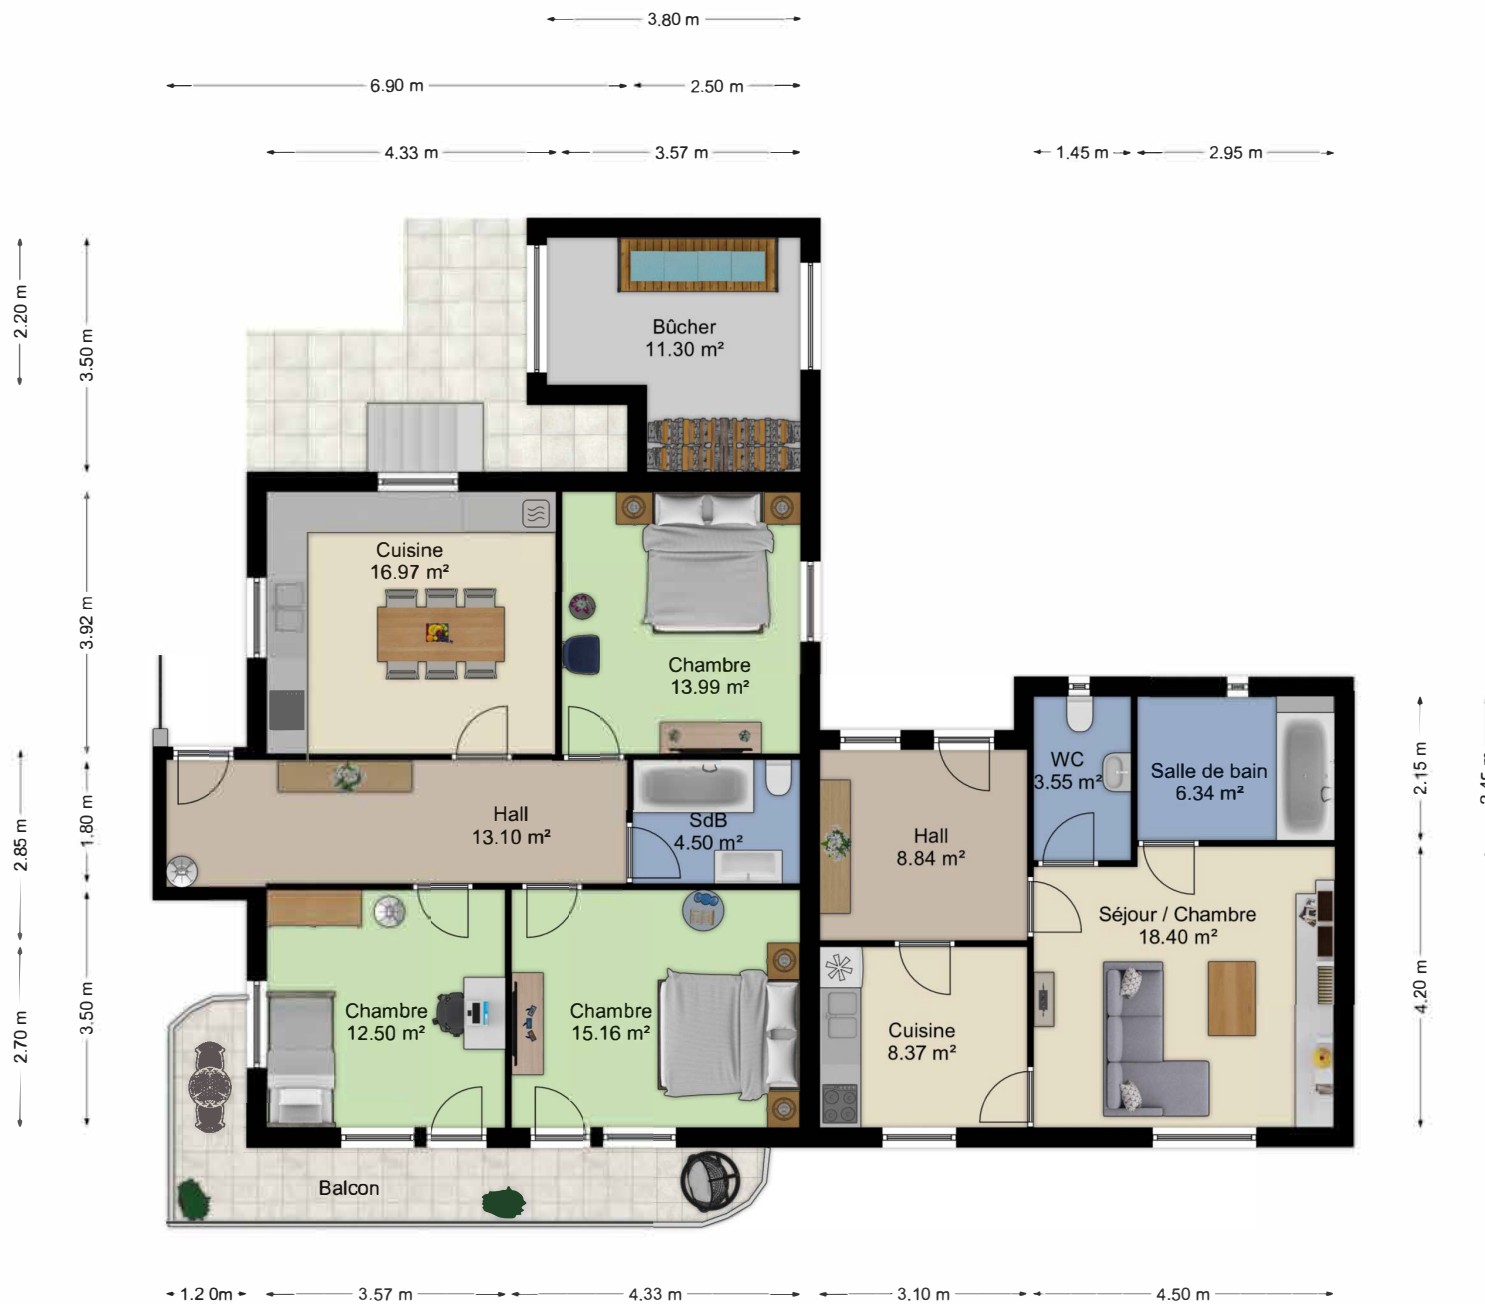 3.80 m
6.90 m
2.50 m
4.33 m
3.57 m
1.45 m
2.95 m
2.20 m
3.50 m
Bûcher
11.30 m²
3.92 m
Cuisine
16.97 m²
Chambre
13.99 m²
2.85 m
1.80 m
Hall
13.10 m²
SdB
4.50 m²
Hall
8.84 m²
WC
3.55 m²
Salle de bain
6.34 m²
2.15 m
2.70 m
3.50 m
Chambre
12.50 m²
Chambre
15.16 m²
Cuisine
8.37 m²
Séjour / Chambre
18.40 m²
4.20 m
Balcon
1.2 0m
3.57 m
4.33 m
3.10 m
4.50 m